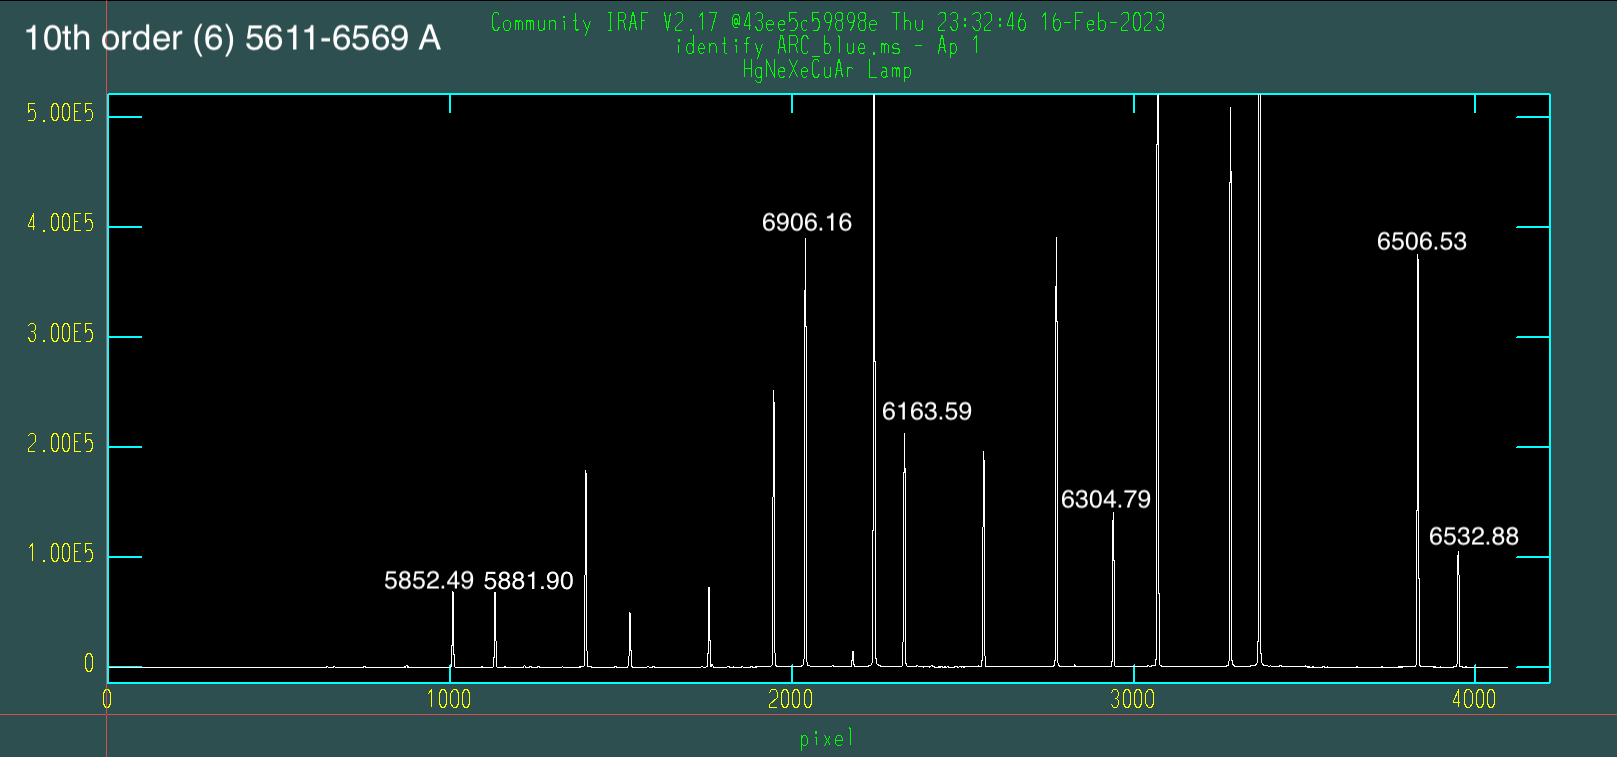 10th order (6) 5611-6569 A
Community IRAF V2.17 @43ee5c59898e Thu 23:32:46 16-Feb-2023
identify ARC_blue.ms - Ap 1
HgNeXeCuAr Lamp
5.00E5
4.00E5
3.00E5
2.00E5
1.00E5
0
6906.16
6506.53
6163.59
6304.79
6532.88
5852.49 5881.90
0 1000 2000 3000 4000
pixel